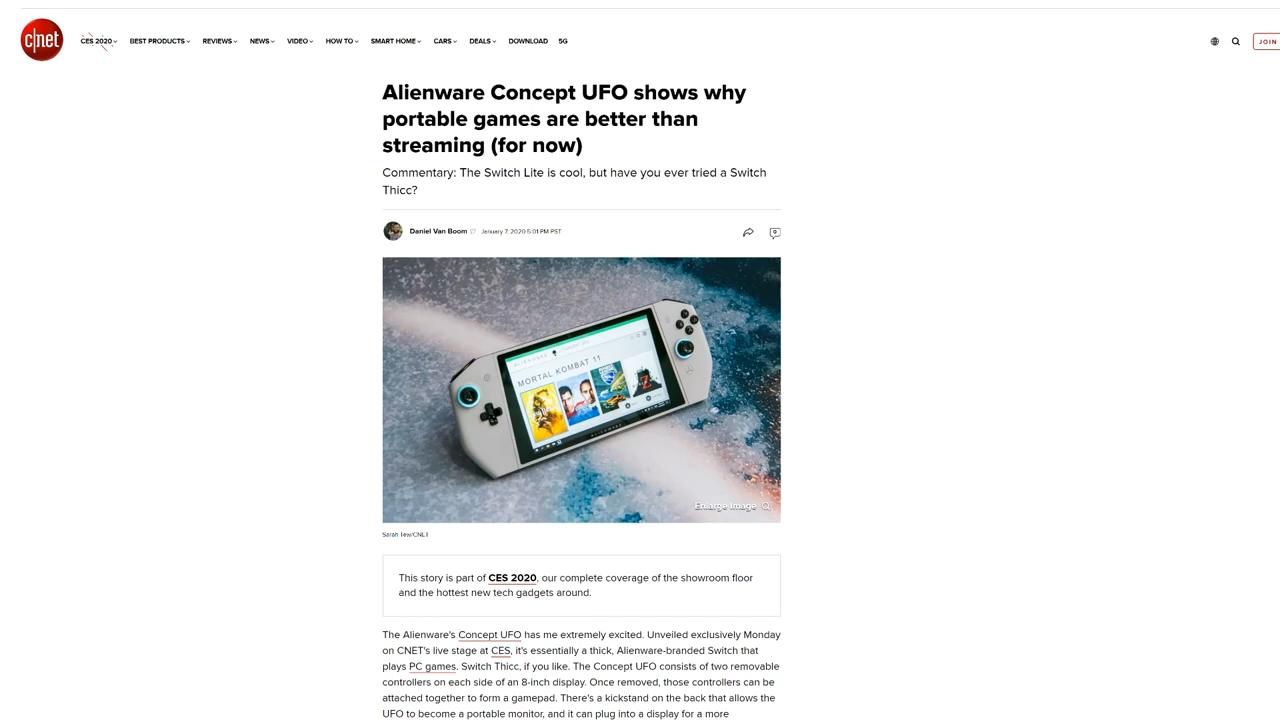 c|net
CES 2020 BEST PRODUCTS REVIEWS NEWS VIDEO HOW TO SMART HOME CARS DEALS DOWNLOAD 5G JOIN
Alienware Concept UFO shows why
portable games are better than
streaming (for now)
Commentary: The Switch Lite is cool, but have you ever tried a Switch
Thicc?
Daniel Van Boom January 7, 2020 5:01 PM PST
0
ALIENWARE
MORTAL KOMBAT 11
ALIENWARE
Enlarge Image
Sarah Tew/CNET
This story is part of CES 2020, our complete coverage of the showroom floor
and the hottest new tech gadgets around.
The Alienware's Concept UFO has me extremely excited. Unveiled exclusively Monday
on CNET's live stage at CES, it's essentially a thick, Alienware-branded Switch that
plays PC games. Switch Thicc, if you like. The Concept UFO consists of two removable
controllers on each side of an 8-inch display. Once removed, those controllers can be
attached together to form a gamepad. There's a kickstand on the back that allows the
UFO to become a portable monitor, and it can plug into a display for a more